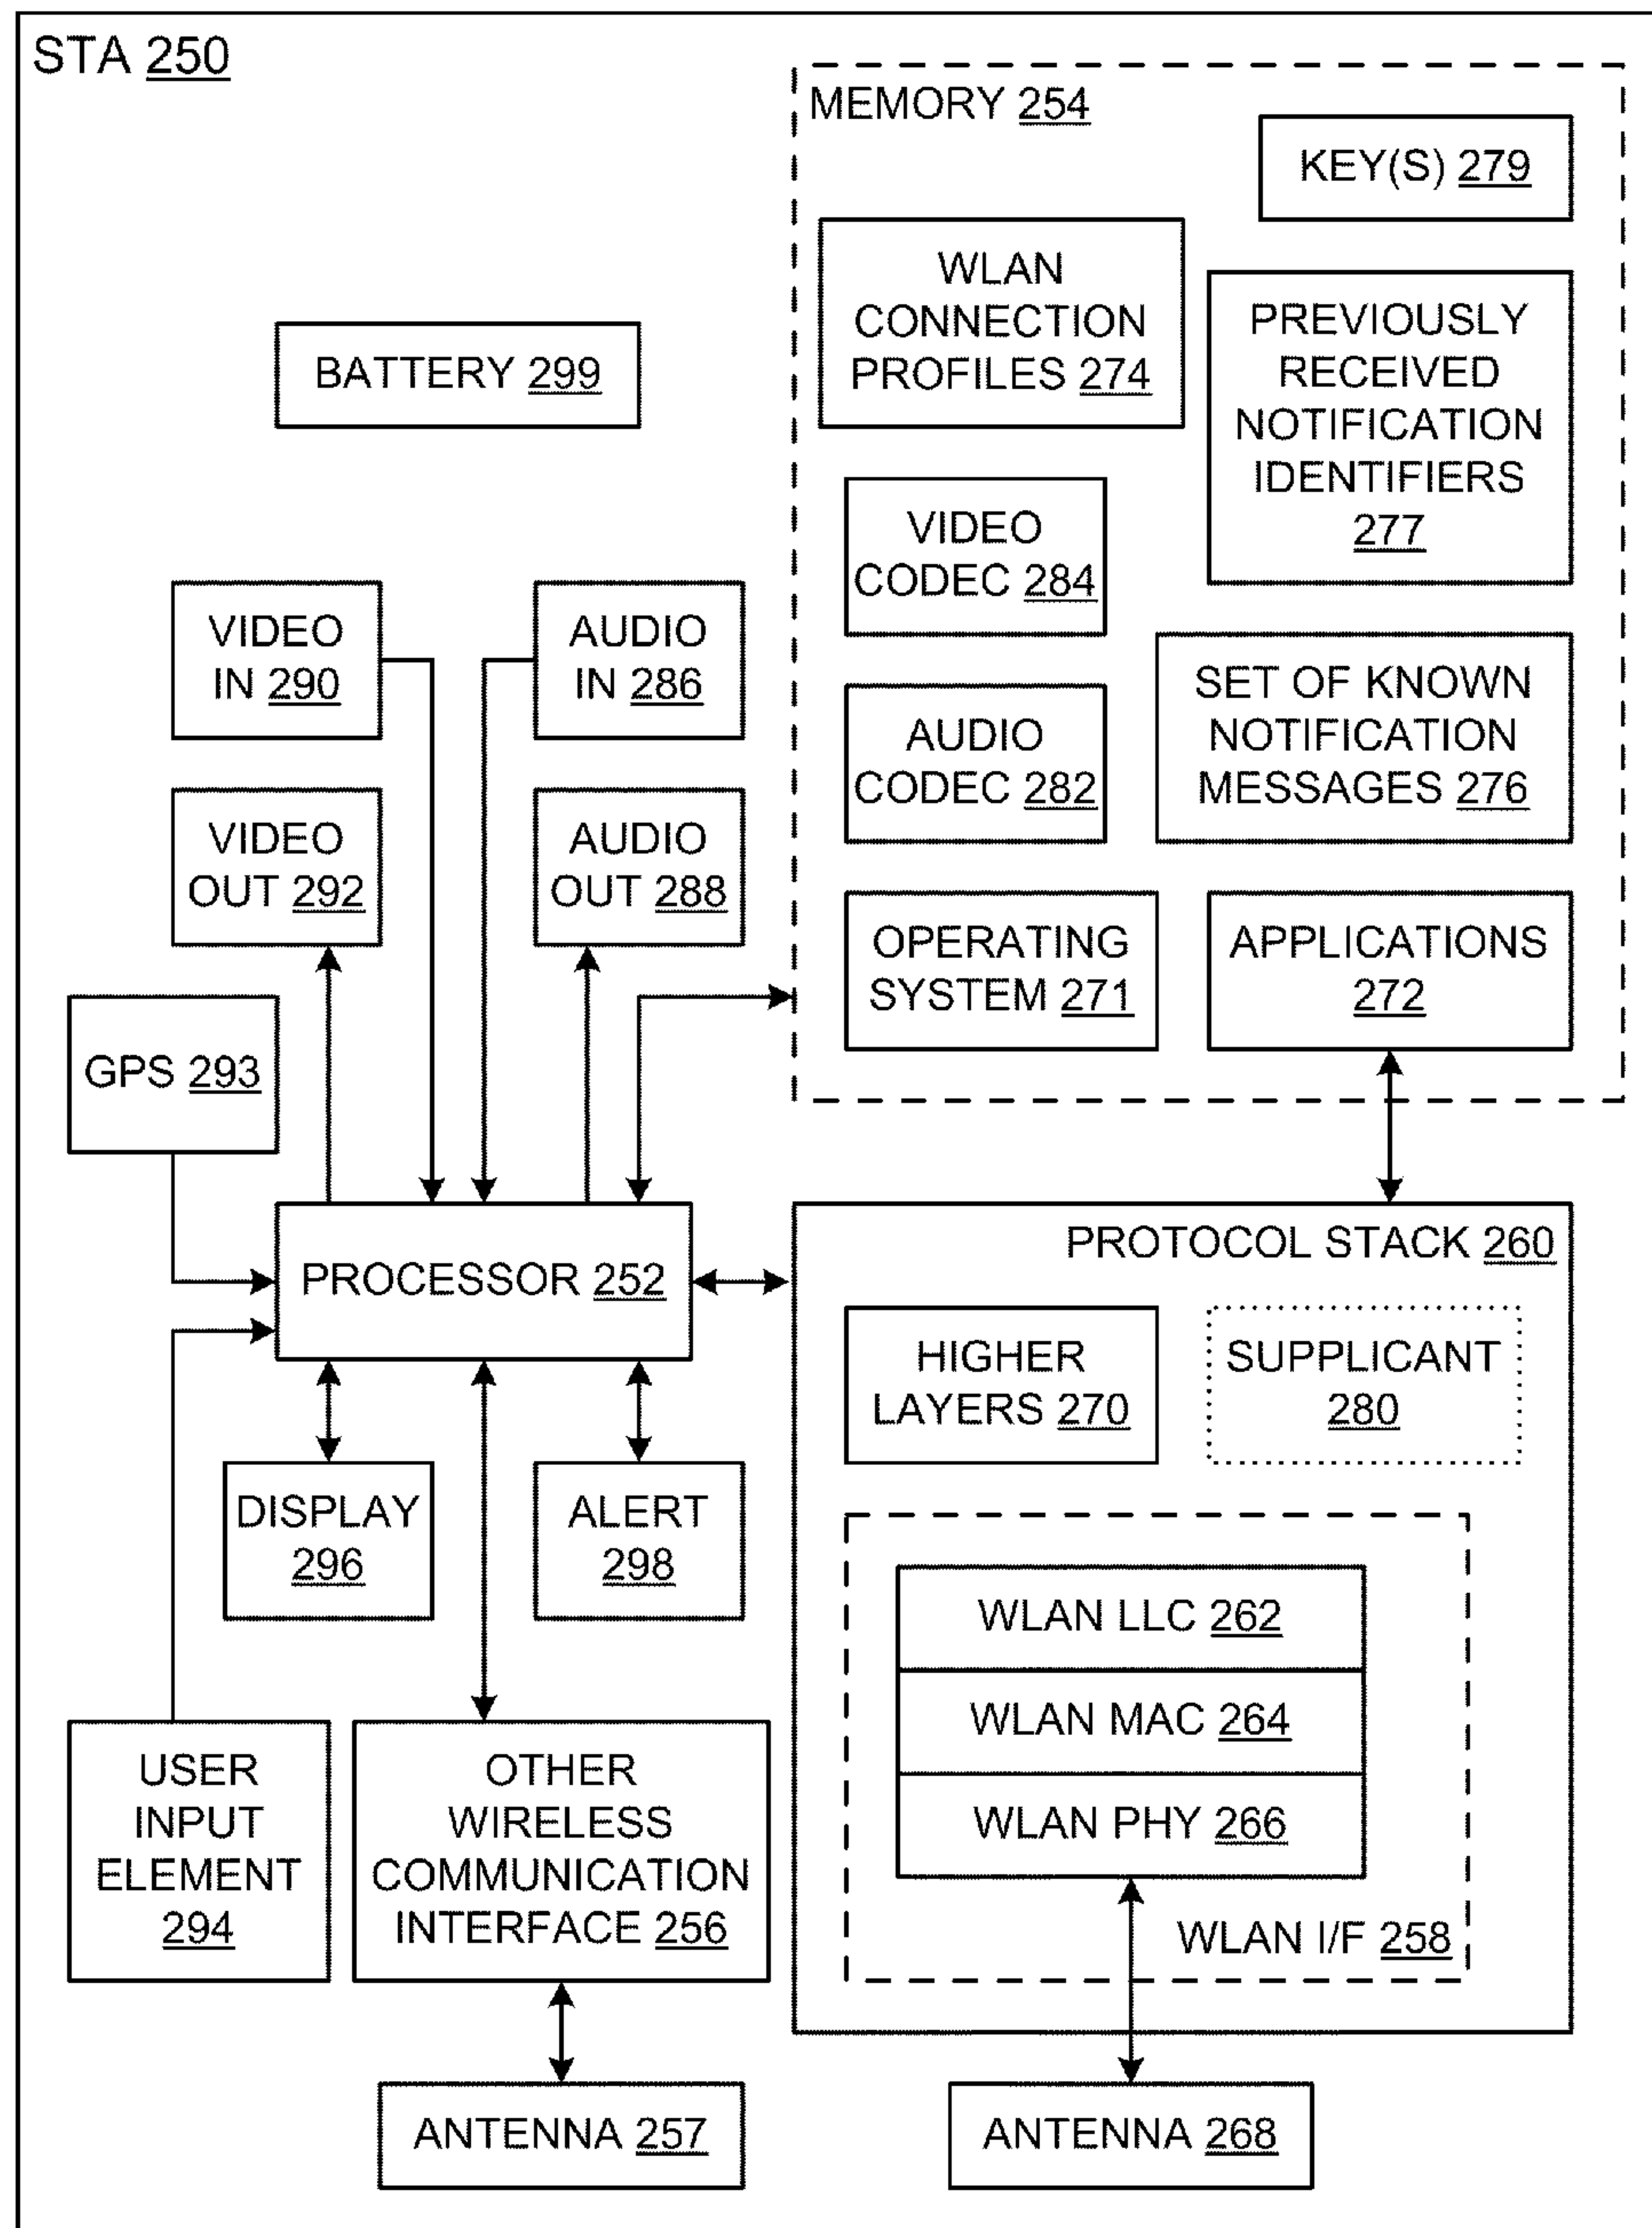 STA 250
MEMORY 254
KEY(S) 279
WLAN
CONNECTION
PROFILES 274
PREVIOUSLY
RECEIVED
NOTIFICATION
IDENTIFIERS
277
BATTERY 299
VIDEO
CODEC 284
VIDEO
IN 290
AUDIO
IN 286
SET OF KNOWN
NOTIFICATION
MESSAGES 276
AUDIO
CODEC 282
VIDEO
OUT 292
AUDIO
OUT 288
OPERATING
SYSTEM 271
APPLICATIONS
272
GPS 293
PROCESSOR 252
PROTOCOL STACK 260
HIGHER
LAYERS 270
SUPPLICANT
280
DISPLAY
296
ALERT
298
WLAN LLC 262
WLAN MAC 264
WLAN PHY 266
WLAN I/F 258
USER
INPUT
ELEMENT
294
OTHER
WIRELESS
COMMUNICATION
INTERFACE 256
ANTENNA 257
ANTENNA 268